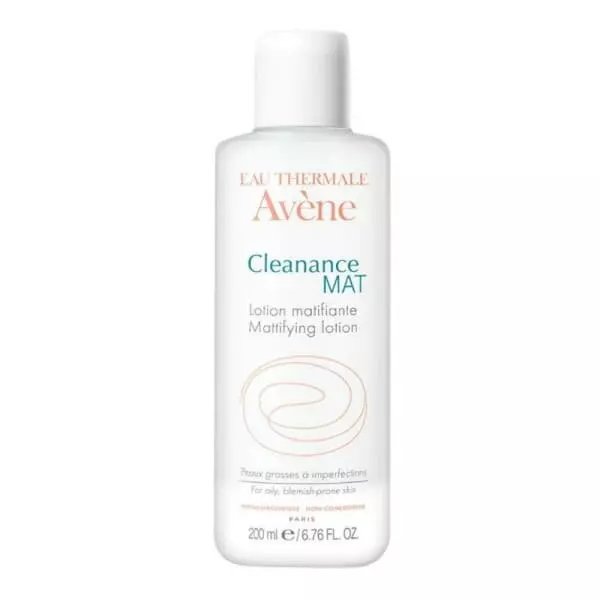 EAU THERMALE
Avène
Cleanance
MAT
Lotion matifiante
Mattifying lotion
Peaux grasses à imperfections
For oily, blemish-prone skin
PARIS
200 ml e/6.76 FL. OZ.